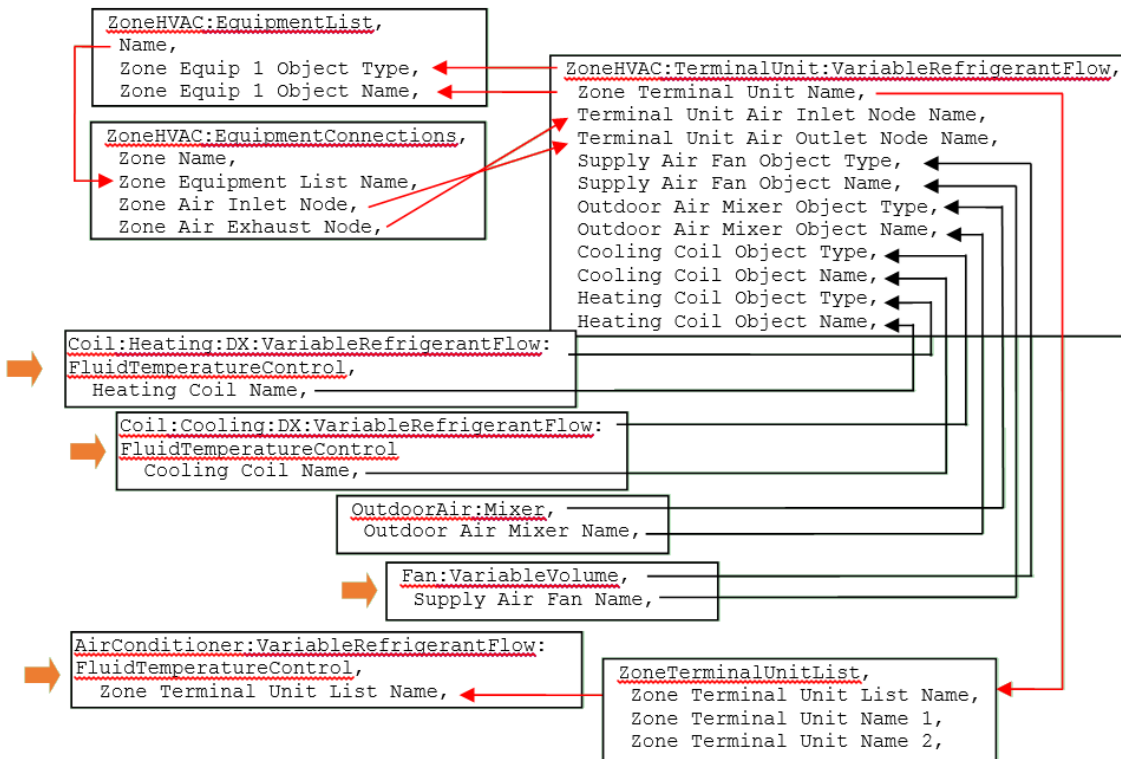 ZoneHVAC:EquipmentList,
Name,
Zone Equip 1 Object Type,
Zone Equip 1 Object Name,
ZoneHVAC:EquipmentConnections,
Zone Name,
Zone Equipment List Name,
Zone Air Inlet Node,
Zone Air Exhaust Node,
ZoneHVAC:TerminalUnit:VariableRefrigerantFlow,
Zone Terminal Unit Name,
Terminal Unit Air Inlet Node Name,
Terminal Unit Air Outlet Node Name,
Supply Air Fan Object Type,
Supply Air Fan Object Name,
Outdoor Air Mixer Object Type,
Outdoor Air Mixer Object Name,
Cooling Coil Object Type,
Cooling Coil Object Name,
Heating Coil Object Type,
Heating Coil Object Name,
Coil:Heating:DX:VariableRefrigerantFlow:
FluidTemperatureControl,
Heating Coil Name,
Coil:Cooling:DX:VariableRefrigerantFlow:
FluidTemperatureControl
Cooling Coil Name,
OutdoorAir:Mixer,
Outdoor Air Mixer Name,
Fan:VariableVolume,
Supply Air Fan Name,
AirConditioner:VariableRefrigerantFlow:
FluidTemperatureControl,
Zone Terminal Unit List Name,
ZoneTerminalUnitList,
Zone Terminal Unit List Name,
Zone Terminal Unit Name 1,
Zone Terminal Unit Name 2,